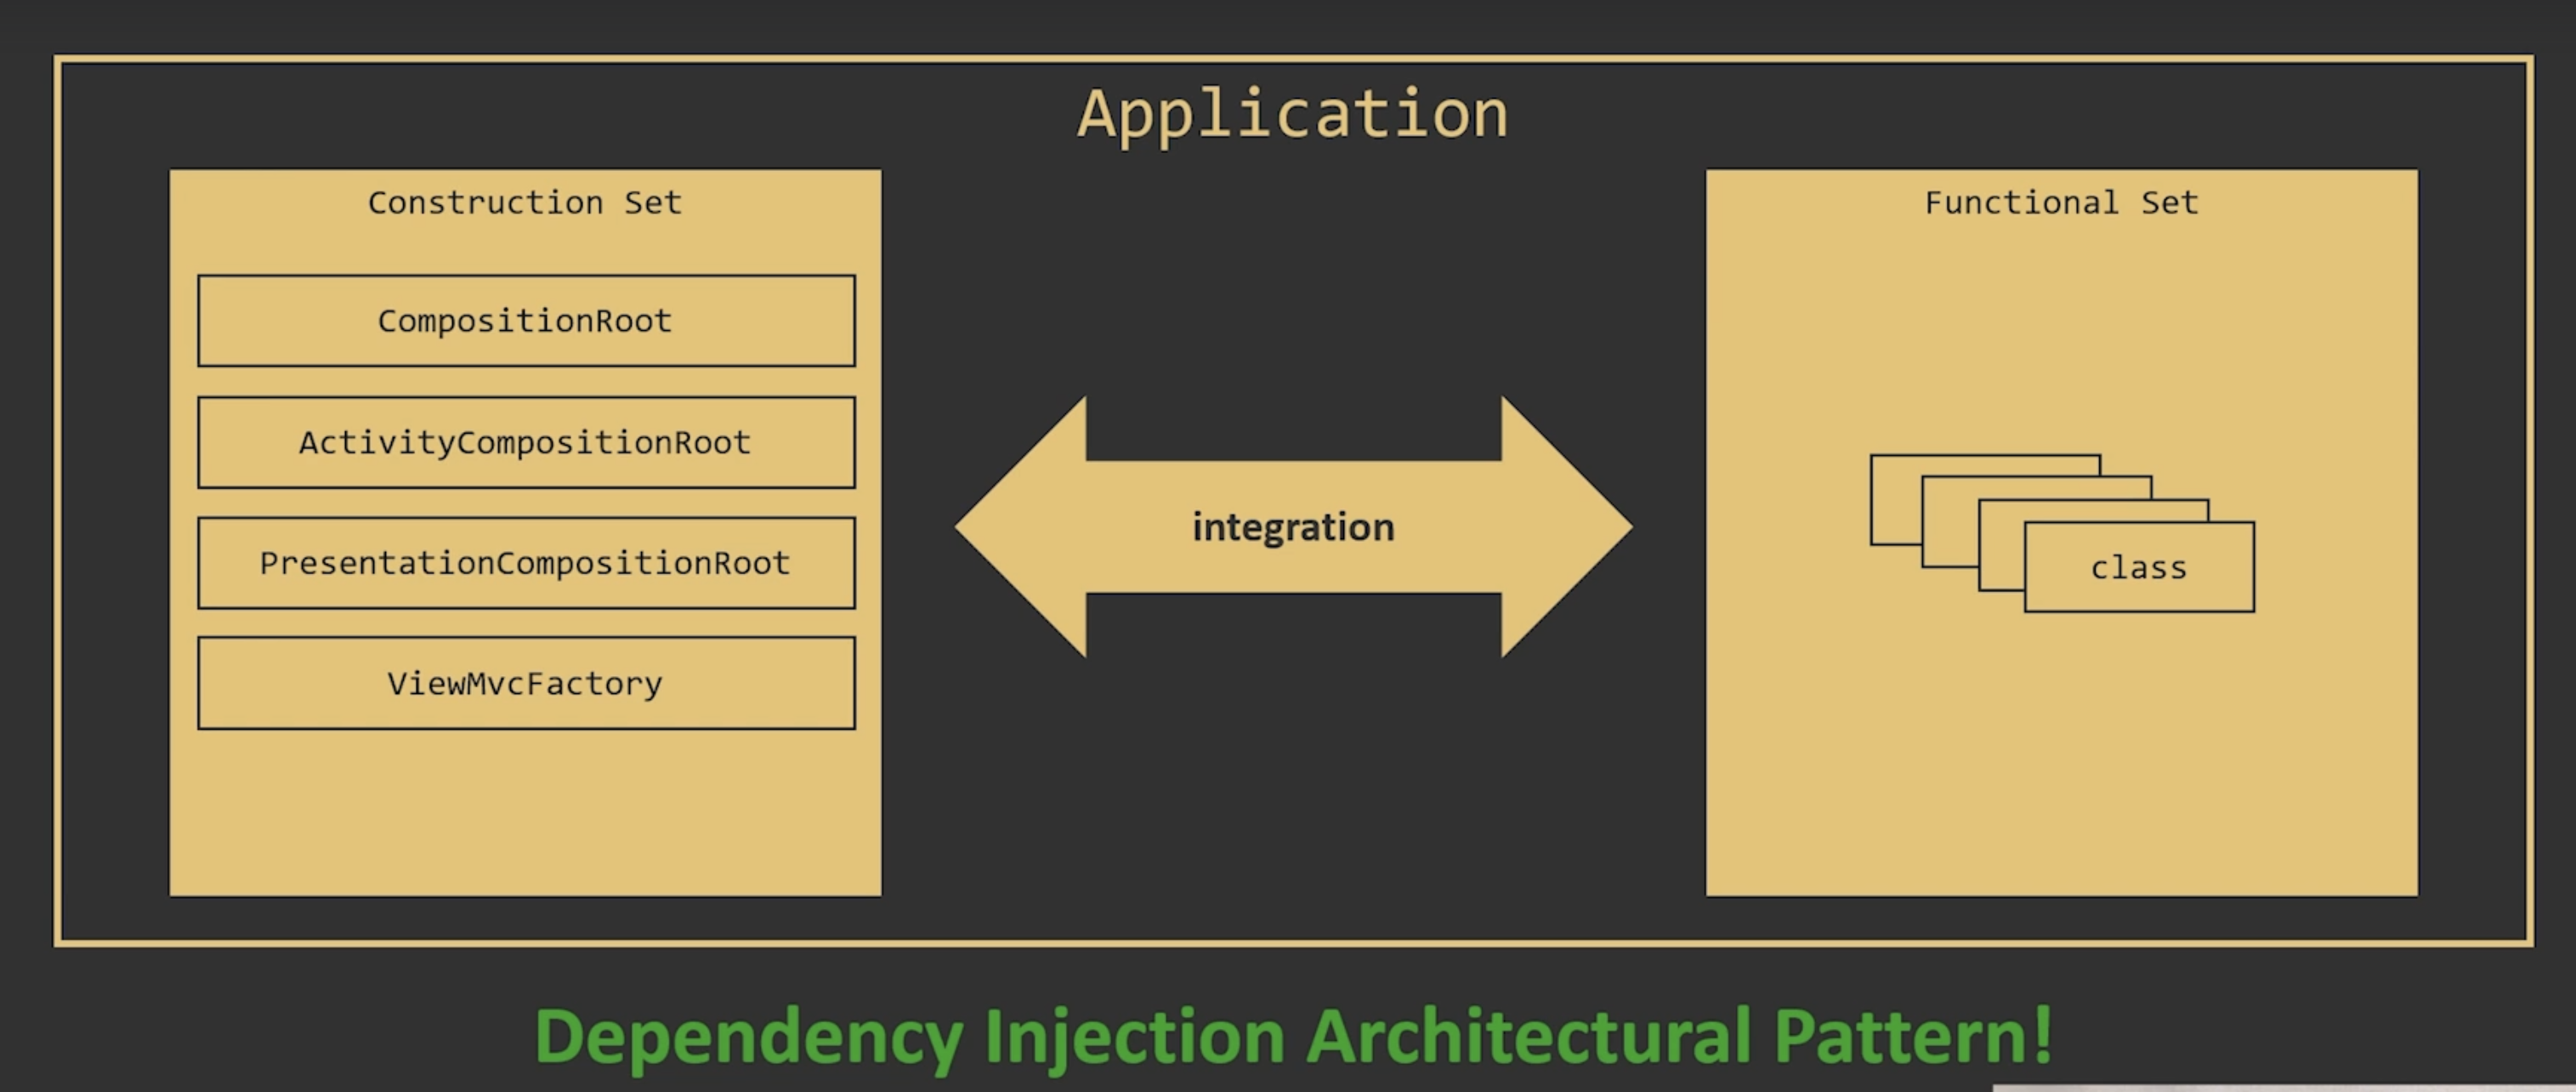 Application
Construction Set
CompositionRoot
ActivityCompositionRoot
PresentationCompositionRoot
ViewMvcFactory
integration
Functional Set
class
Dependency Injection Architectural Pattern!